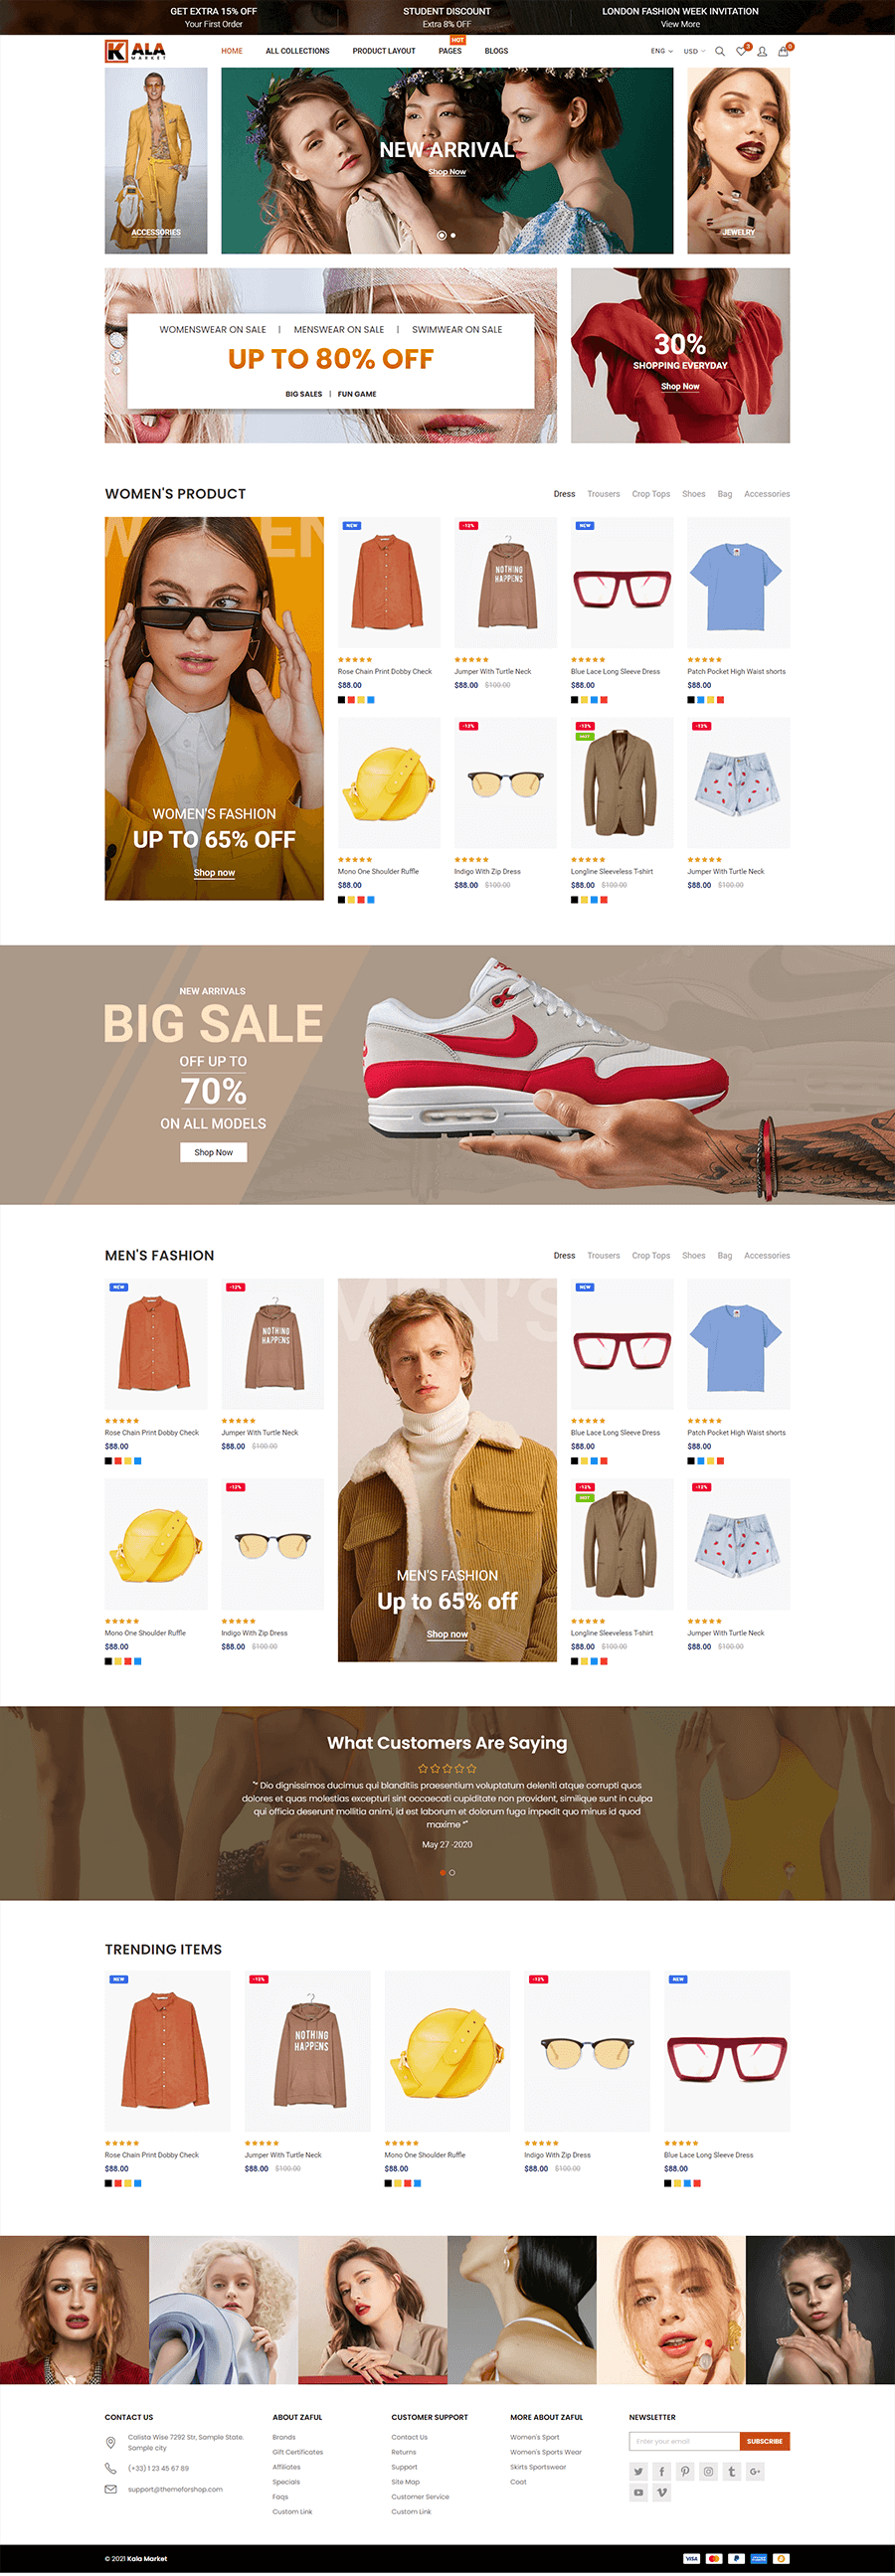 GET EXTRA 15% OFF
Your First Order
STUDENT DISCOUNT
Extra 8% OFF
LONDON FASHION WEEK INVITATION
View More
KALA
MARKET
HOME
ALL COLLECTIONS
PRODUCT LAYOUT
HOT
PAGES
BLOGS
ENG
USD
0
0
ACCESSORIES
NEW ARRIVAL
Shop Now
JEWELRY
WOMENSWEAR ON SALE | MENSWEAR ON SALE | SWIMWEAR ON SALE
UP TO 80% OFF
BIG SALES | FUN GAME
30%
SHOPPING EVERYDAY
Shop Now
WOMEN'S PRODUCT
Dress Trousers Crop Tops Shoes Bag Accessories
WOMEN
WOMEN'S FASHION
UP TO 65% OFF
Shop now
NEW
Rose Chain Print Dobby Check
$88.00
-12%
NOTHING
HAPPENS
Jumper With Turtle Neck
$88.00 $100.00
NEW
Blue Lace Long Sleeve Dress
$88.00
Patch Pocket High Waist shorts
$88.00
Mono One Shoulder Ruffle
$88.00
-12%
Indigo With Zip Dress
$88.00 $100.00
-12%
HOT
Longline Sleeveless T-shirt
$88.00 $100.00
-12%
Jumper With Turtle Neck
$88.00 $100.00
NEW ARRIVALS
BIG SALE
OFF UP TO
70%
ON ALL MODELS
Shop Now
MEN'S FASHION
Dress Trousers Crop Tops Shoes Bag Accessories
NEW
Rose Chain Print Dobby Check
$88.00
-12%
NOTHING
HAPPENS
Jumper With Turtle Neck
$88.00 $100.00
MEN'S
MEN'S FASHION
Up to 65% off
Shop now
NEW
Blue Lace Long Sleeve Dress
$88.00
Patch Pocket High Waist shorts
$88.00
Mono One Shoulder Ruffle
$88.00
-12%
Indigo With Zip Dress
$88.00 $100.00
-12%
HOT
Longline Sleeveless T-shirt
$88.00 $100.00
-12%
Jumper With Turtle Neck
$88.00 $100.00
What Customers Are Saying
"" Dio dignissimos ducimus qui blanditiis praesentium voluptatum deleniti atque corrupti quos
dolores et quas molestias excepturi sint occaecati cupiditate non provident, similique sunt in culpa
qui officia deserunt mollitia animi, id est laborum et dolorum fuga impedit quo minus id quod
maxime ""
May 27 -2020
TRENDING ITEMS
NEW
Rose Chain Print Dobby Check
$88.00
-12%
NOTHING
HAPPENS
Jumper With Turtle Neck
$88.00 $100.00
Mono One Shoulder Ruffle
$88.00
-12%
Indigo With Zip Dress
$88.00 $100.00
NEW
Blue Lace Long Sleeve Dress
$88.00
CONTACT US
Calista Wise 7292 Str, Sample State.
Sample city
(+33) 1 23 45 67 89
support@themeforshop.com
ABOUT ZAFUL
Brands
Gift Certificates
Affiliates
Specials
Faqs
Custom Link
CUSTOMER SUPPORT
Contact Us
Returns
Support
Site Map
Customer Service
Custom Link
MORE ABOUT ZAFUL
Women's Sport
Women's Sports Wear
Skirts Sportswear
Coat
NEWSLETTER
Enter your email
SUBSCRIBE
© 2021 Kala Market
VISA